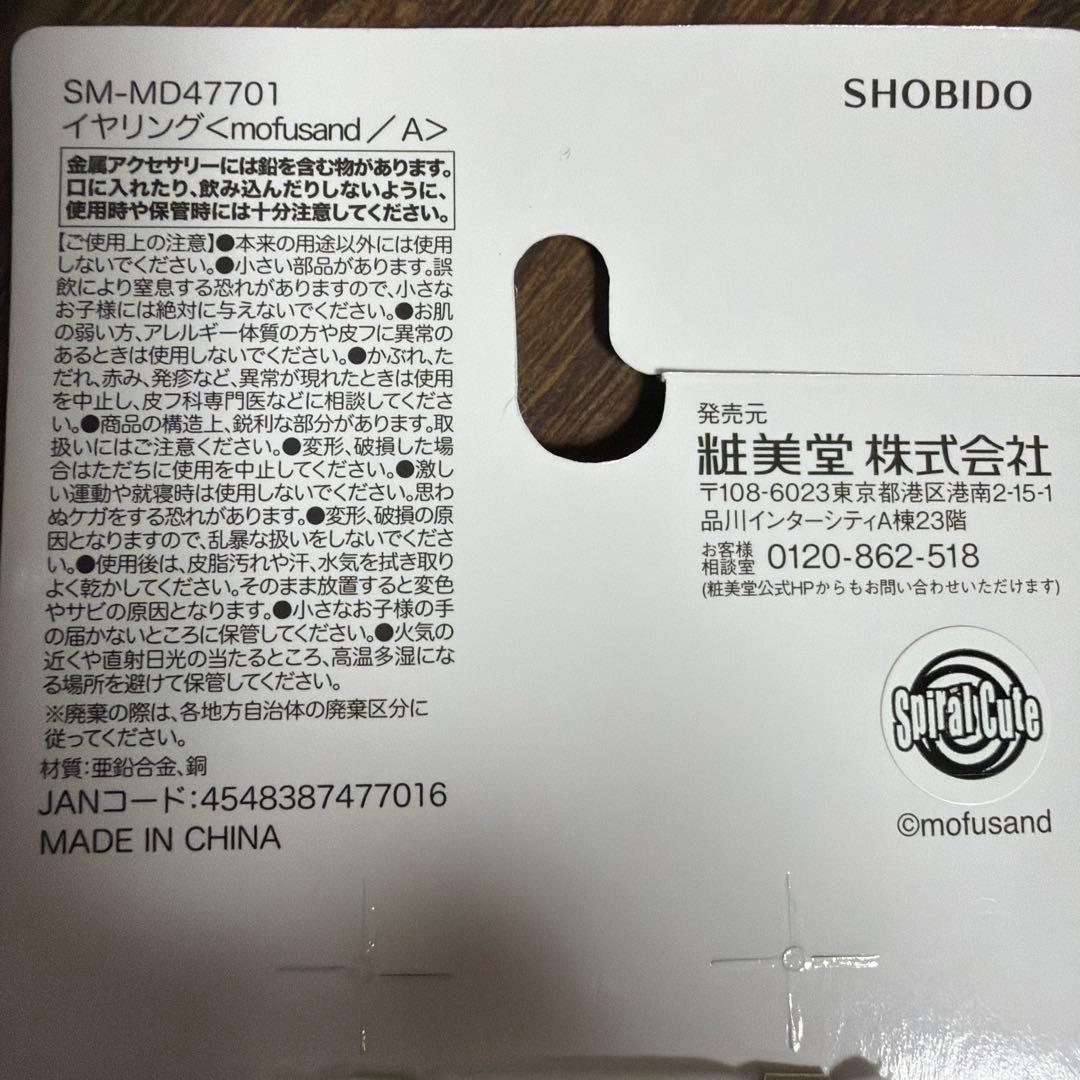 SM-MD47701
イヤリング<mofusand/A>
金属アクセサリーには鉛を含む物があります。
口に入れたり、飲み込んだりしないように、
使用時や保管時には十分注意してください。
【ご使用上の注意】●本来の用途以外には使用
しないでください。●小さい部品があります。誤
飲により窒息する恐れがありますので、小さな
お子様には絶対に与えないでください。●お肌
の弱い方、アレルギー体質の方や皮フに異常の
あるときは使用しないでください。●かぶれ、た
だれ、赤み、発疹など、異常が現れたときは使用
を中止し、皮フ科専門医などに相談してくださ
い。●商品の構造上、鋭利な部分があります。取
扱いにはご注意ください。●変形、破損した場
合はただちに使用を中止してください。●激し
い運動や就寝時は使用しないでください。思わ
ぬケガをする恐れがあります。●変形、破損の原
因となりますので、乱暴な扱いをしないでくださ
い。●使用後は、皮脂汚れや汗、水気を拭き取り
よく乾かしてください。そのまま放置すると変色
やサビの原因となります。●小さなお子様の手
の届かないところに保管してください。●火気の
近くや直射日光の当たるところ、高温多湿にな
る場所を避けて保管してください。
※廃棄の際は、各地方自治体の廃棄区分に
従ってください。
材質:亜鉛合金、銅
JANコード:4548387477016
MADE IN CHINA
SHOBIDO
発売元
粧美堂 株式会社
〒108-6023東京都港区港南2-15-1
品川インターシティA棟23階
お客様
相談室 0120-862-518
(粧美堂公式HPからもお問い合わせいただけます)
Spiral Cute
©mofusand